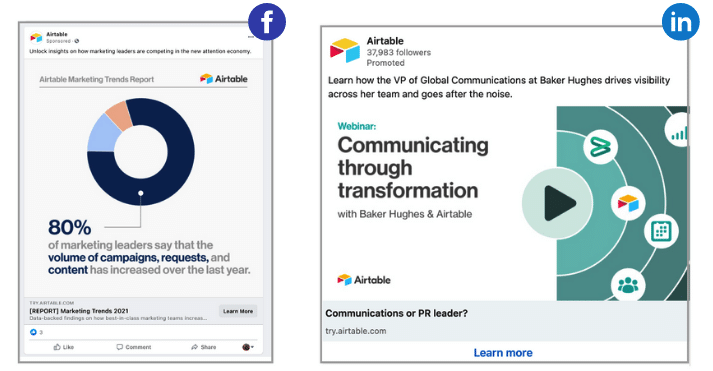 f
Airtable
Sponsored ·
Unlock insights on how marketing leaders are competing in the new attention economy.
Airtable Marketing Trends Report
Airtable
80%
of marketing leaders say that the
volume of campaigns, requests, and
content has increased over the last year.
TRY.AIRTABLE.COM
[REPORT] Marketing Trends 2021
Data-backed findings on how best-in-class marketing teams increas...
Learn More
3
Like
Comment
Share
in
Airtable
37,983 followers
Promoted
Learn how the VP of Global Communications at Baker Hughes drives visibility
across her team and goes after the noise.
Webinar:
Communicating
through
transformation
with Baker Hughes & Airtable
Airtable
Communications or PR leader?
try.airtable.com
Learn more